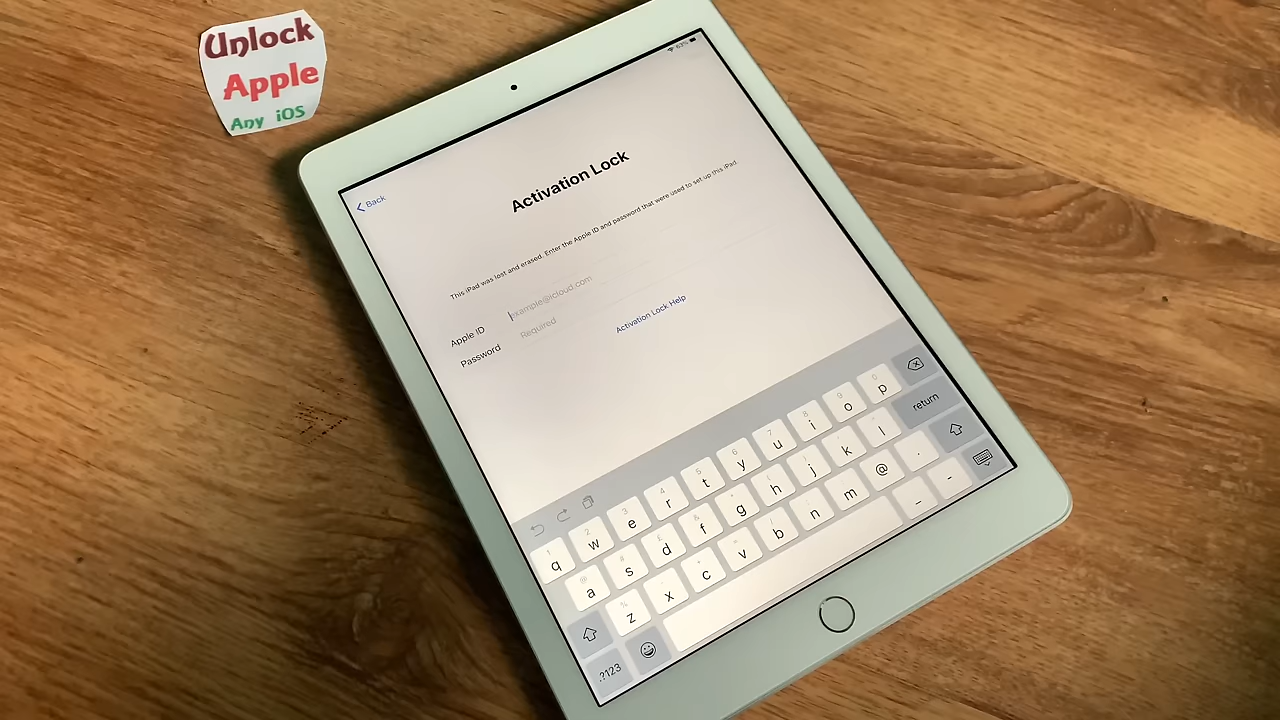 Unlock
Apple
Any iOS
63%
Back
Activation Lock
This iPad was lost and erased. Enter the Apple ID and password that were used to set up this iPad.
Apple ID example@icloud.com
Password Required
Activation Lock Help
q w e r t y u i o p
a s d f g h j k l return
z x c v b n m @ .
.?123 _ -